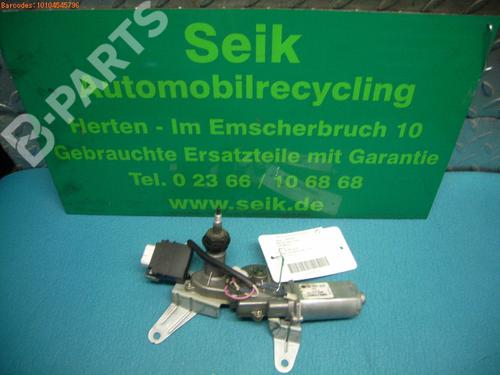 Barcodes: 10104545796
B-PARTS
Seik
Automobilrecycling
Herten - Im Emscherbruch 10
Gebrauchte Ersatzteile mit Garantie
Tel. 0 23 66 / 10 68 68
www.seik.de